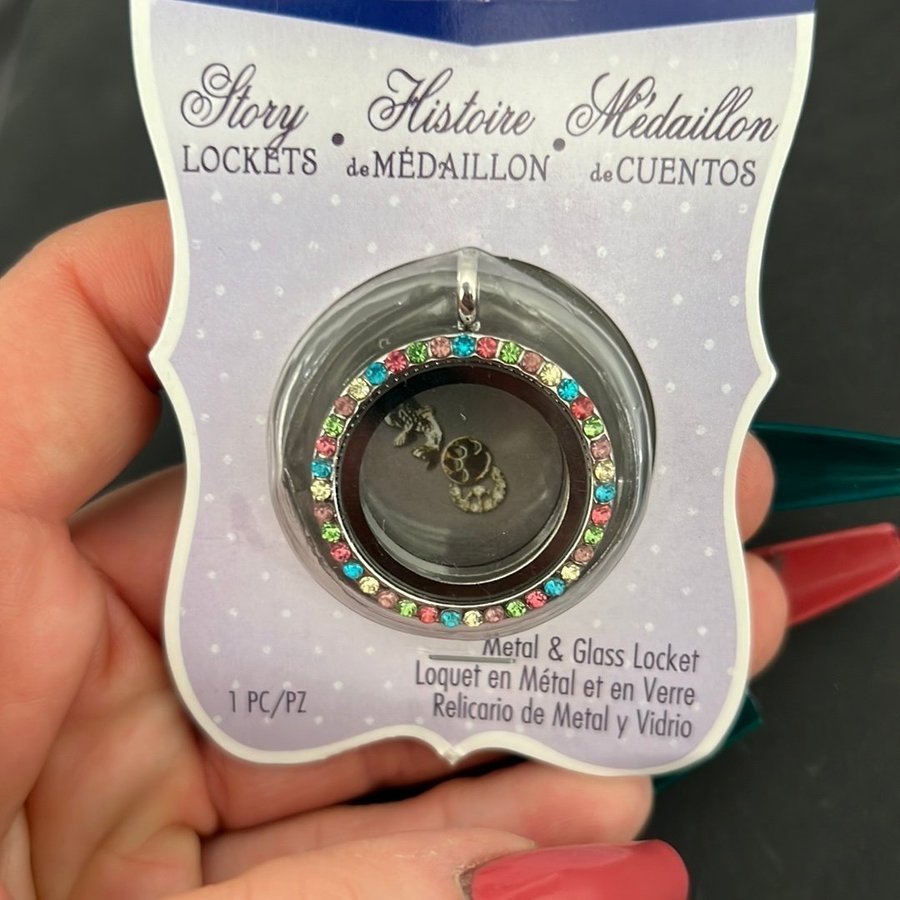 Story • Histoire • Médaillon
LOCKETS de MÉDAILLON de CUENTOS
Metal & Glass Locket
Loquet en Métal et en Verre
Relicario de Metal y Vidrio
1 PC/PZ